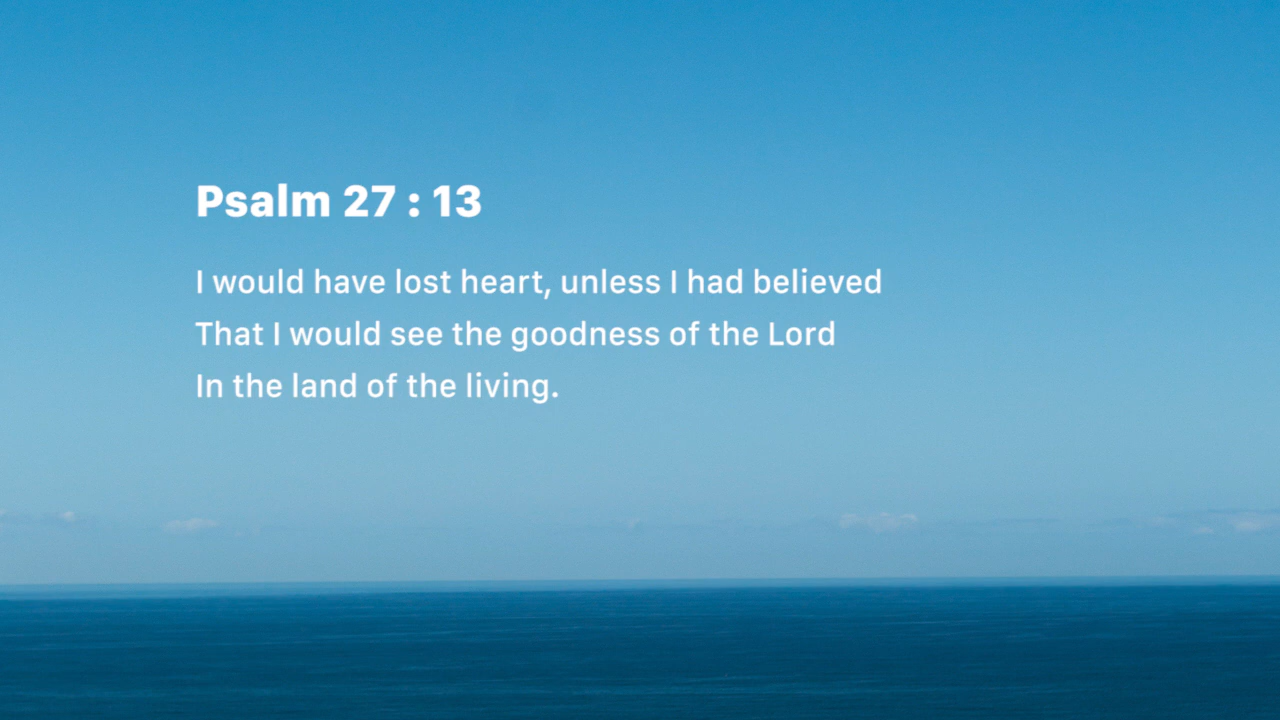 Psalm 27 : 13
I would have lost heart, unless I had believed
That I would see the goodness of the Lord
In the land of the living.